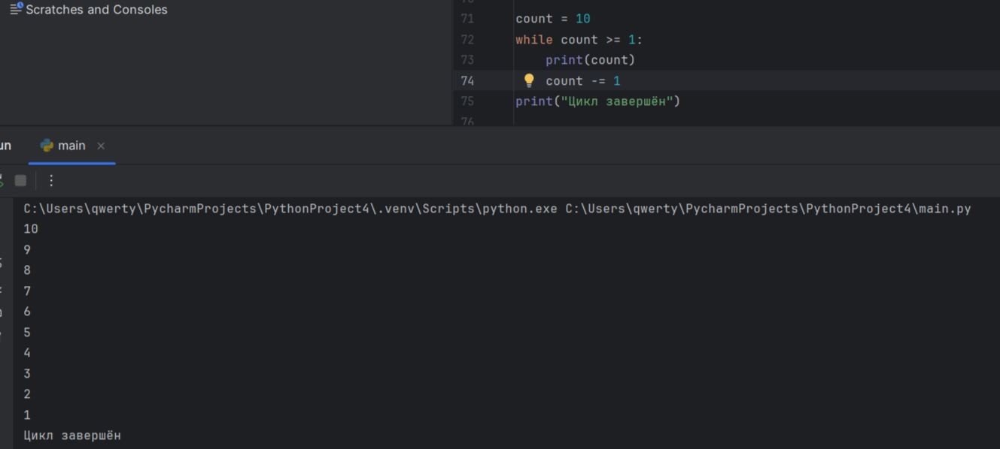 Scratches and Consoles
71 count = 10
72 while count >= 1:
73 print(count)
74 count -= 1
75 print("Цикл завершён")
76
main
C:\Users\qwerty\PycharmProjects\PythonProject4\.venv\Scripts\python.exe C:\Users\qwerty\PycharmProjects\PythonProject4\main.py
10
9
8
7
6
5
4
3
2
1
Цикл завершён